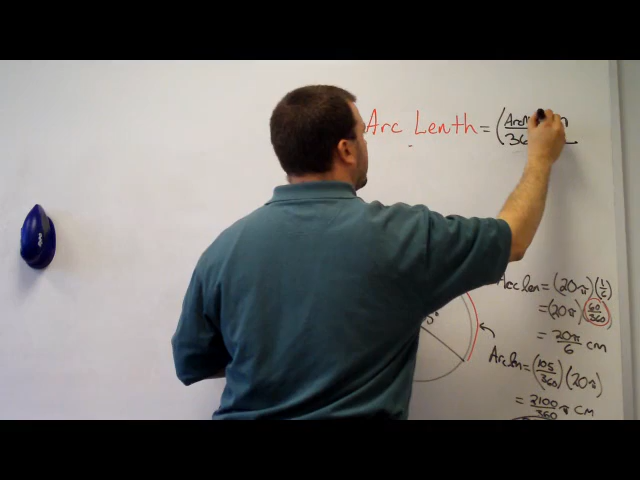 Arc Lenth = (
Arc len = (20π)(1/6)
= (20π)(60/360)
= 20π/6 cm
Arc len = (105/360)(20π)
= 2100/360 π cm